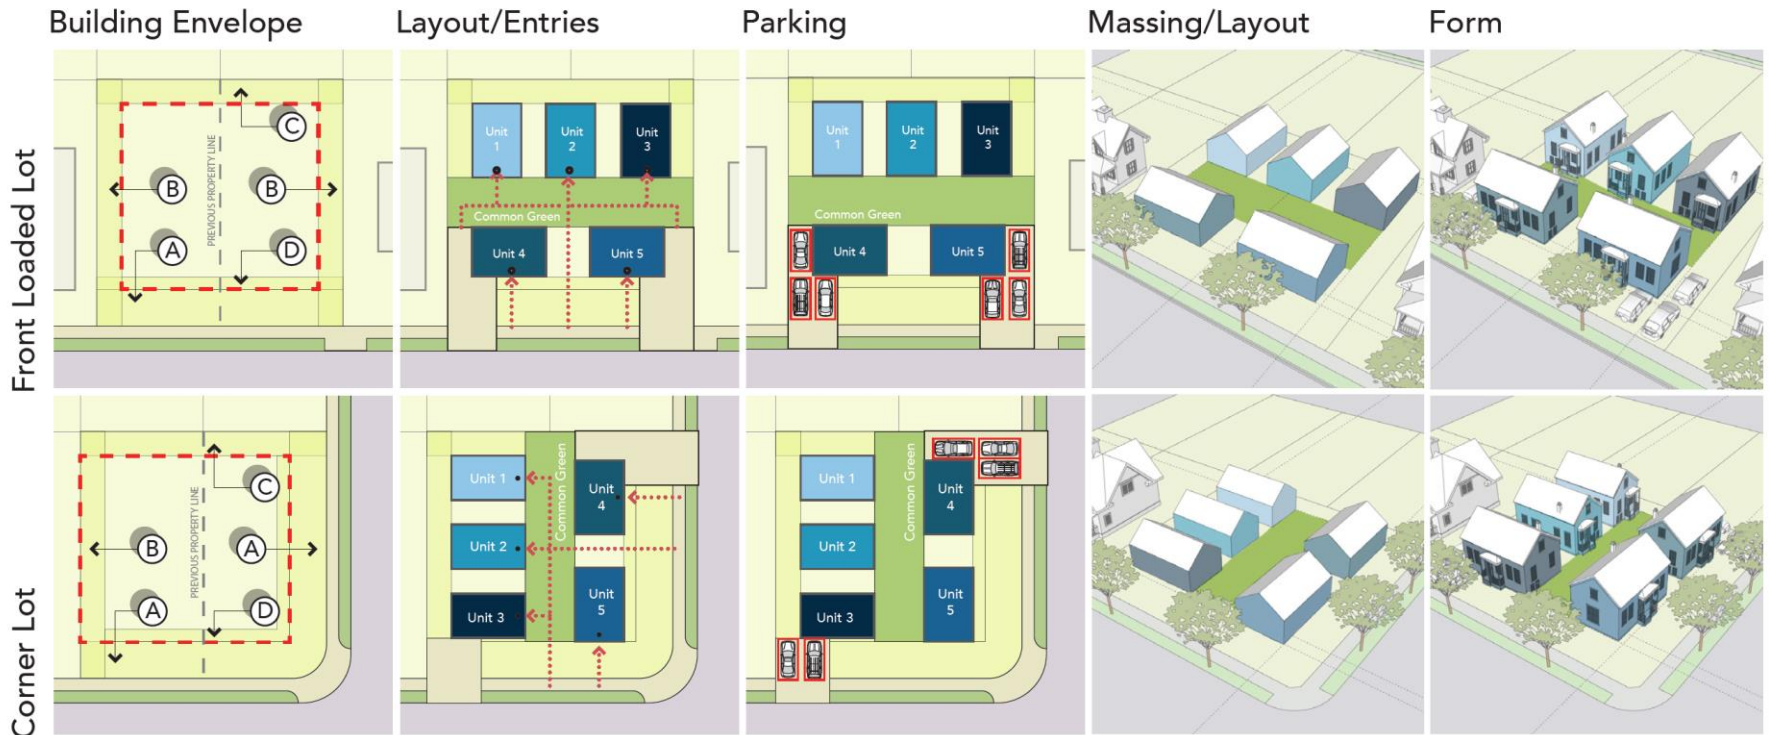 Building Envelope
Layout/Entries
Parking
Massing/Layout
Form
Front Loaded Lot
PREVIOUS PROPERTY LINE
C
B
B
A
D
Unit
1
Unit
2
Unit
3
Common Green
Unit 4
Unit 5
Unit
1
Unit
2
Unit
3
Common Green
Unit 4
Unit 5
Corner Lot
PREVIOUS PROPERTY LINE
C
B
A
A
D
Unit 1
Unit 2
Unit 3
Common Green
Unit
4
Unit
5
Unit 1
Unit 2
Unit 3
Common Green
Unit
4
Unit
5